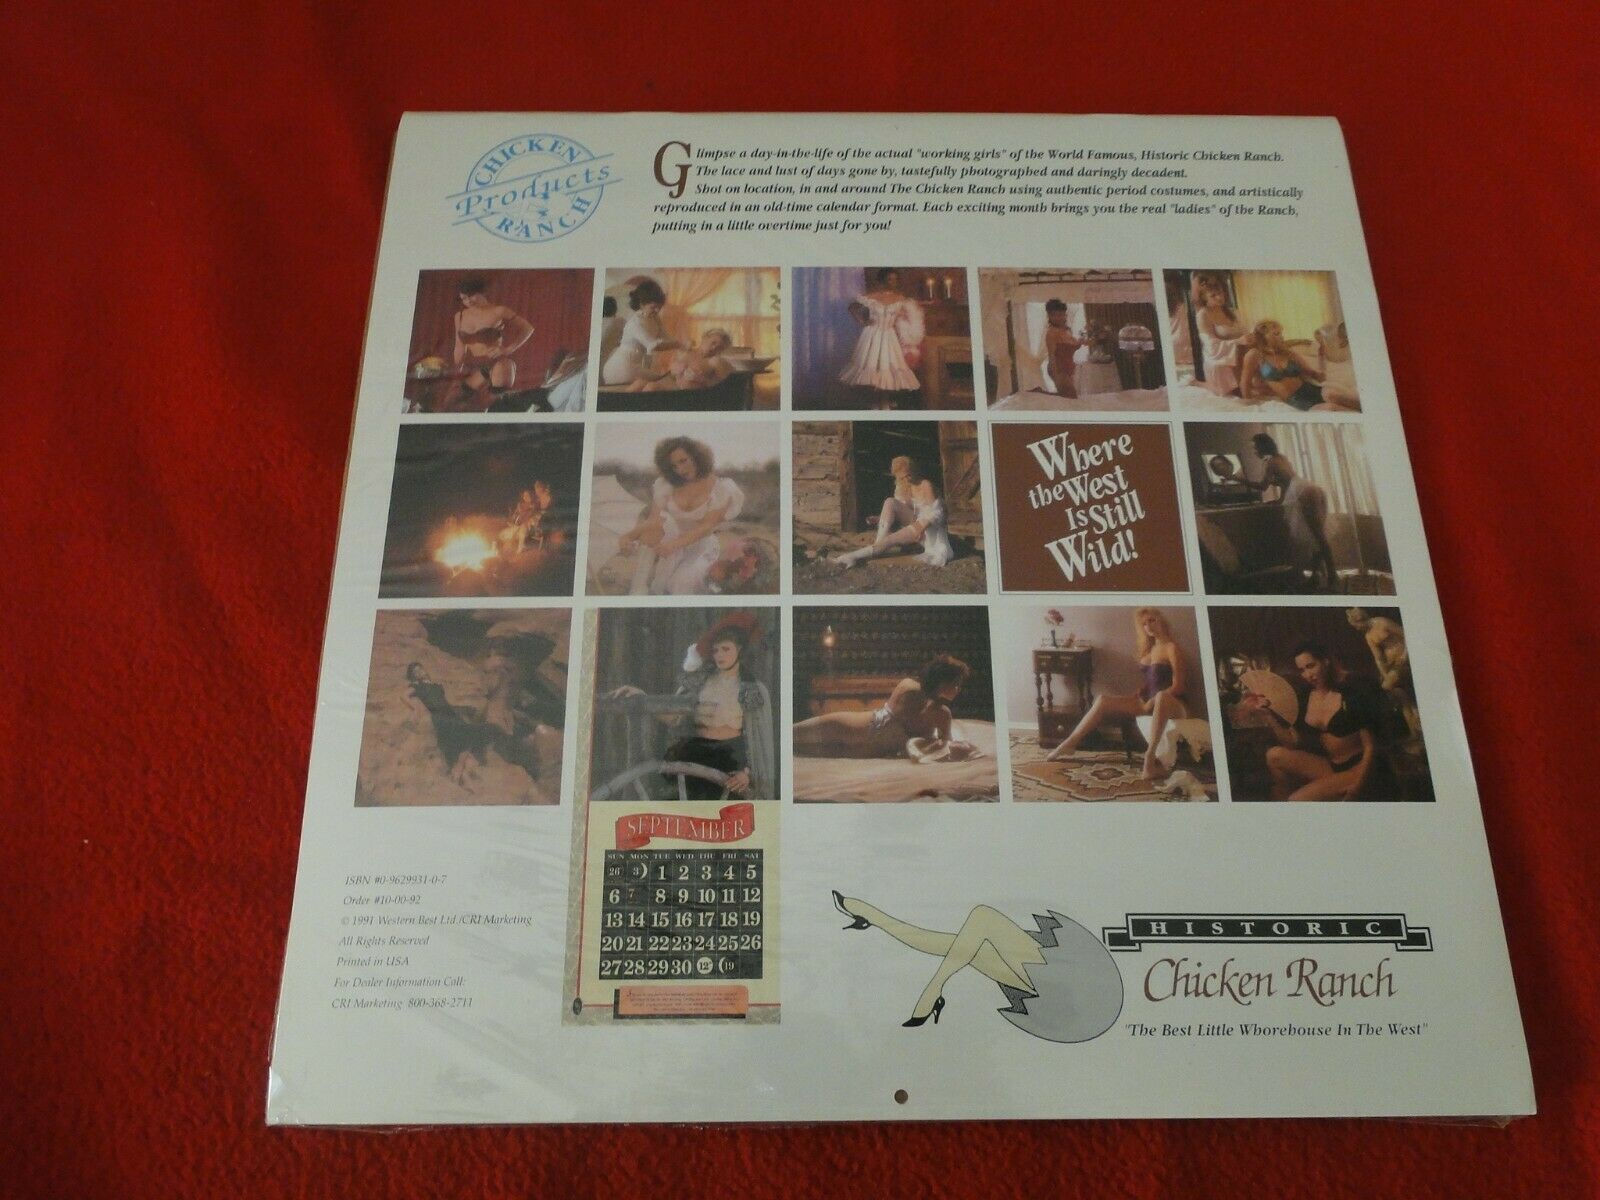 CHICKEN
Products
RANCH
Glimpse a day-in-the-life of the actual "working girls" of the World Famous, Historic Chicken Ranch.
The lace and lust of days gone by, tastefully photographed and daringly decadent.
Shot on location, in and around The Chicken Ranch using authentic period costumes, and artistically
reproduced in an old-time calendar format. Each exciting month brings you the real "ladies" of the Ranch,
putting in a little overtime just for you!
Where
the West
Is Still
Wild!
SEPTEMBER
SUN MON TUE WED THU FRI SAT
1 2 3 4 5
6 7 8 9 10 11 12
13 14 15 16 17 18 19
20 21 22 23 24 25 26
27 28 29 30
ISBN #0-9629931-0-7
Order #10-00-92
© 1991 Western Best Ltd./CRI Marketing
All Rights Reserved
Printed in USA
For Dealer Information Call:
CRI Marketing 800-368-2711
HISTORIC
Chicken Ranch
"The Best Little Whorehouse In The West"